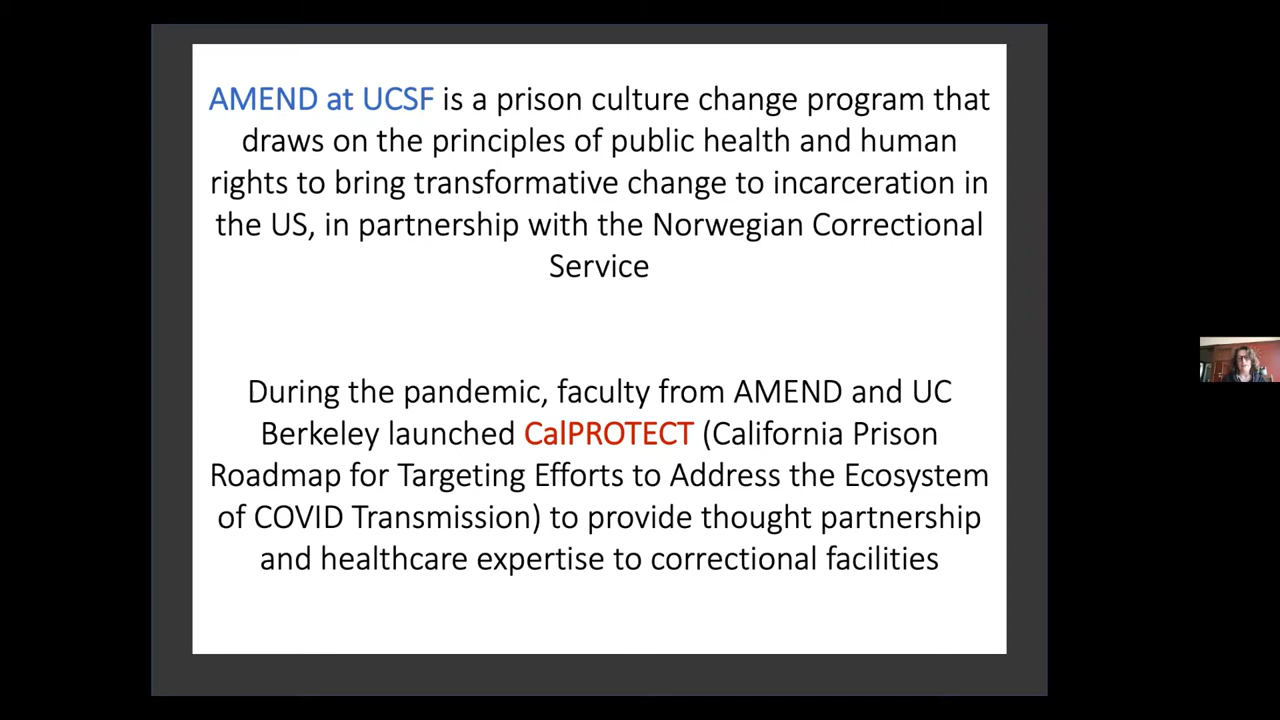 AMEND at UCSF is a prison culture change program that
draws on the principles of public health and human
rights to bring transformative change to incarceration in
the US, in partnership with the Norwegian Correctional
Service
During the pandemic, faculty from AMEND and UC
Berkeley launched CalPROTECT (California Prison
Roadmap for Targeting Efforts to Address the Ecosystem
of COVID Transmission) to provide thought partnership
and healthcare expertise to correctional facilities